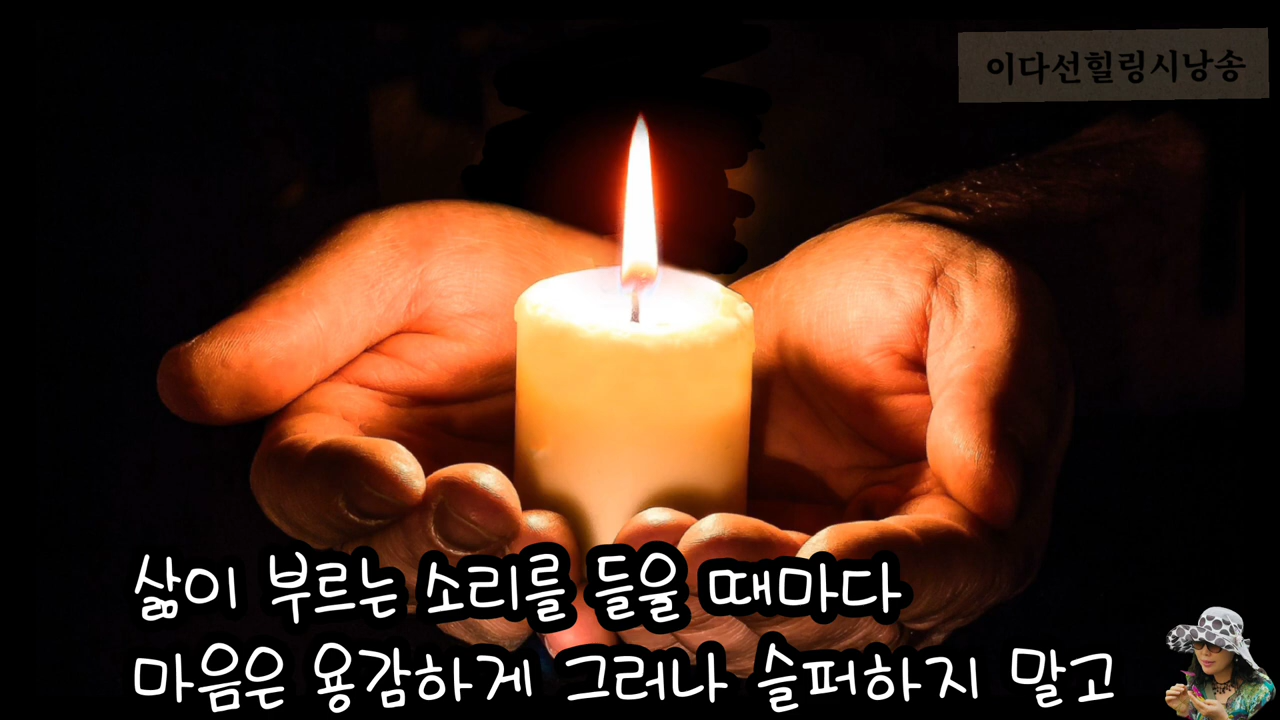 이다선힐링시낭송
삶이 부르는 소리를 들울 때마다
마음은 용감하게 그러나 슬퍼하지 말고